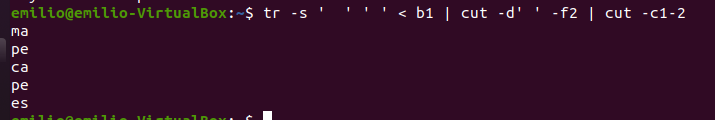 emilio@emilio-VirtualBox:~$ tr -s '  ' ' ' < b1 | cut -d' ' -f2 | cut -c1-2
ma
pe
ca
pe
es
emilio@emilio-VirtualBox:~$